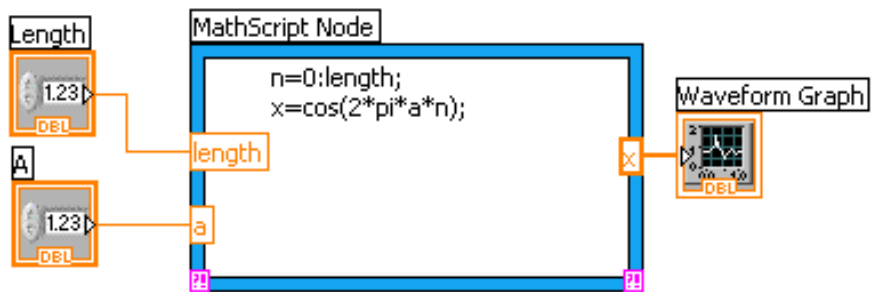 Length
MathScript Node
n=0:length;
x=cos(2*pi*a*n);
1.23
DBL
length
Waveform Graph
x
DBL
A
1.23
DBL
a
?!
?!